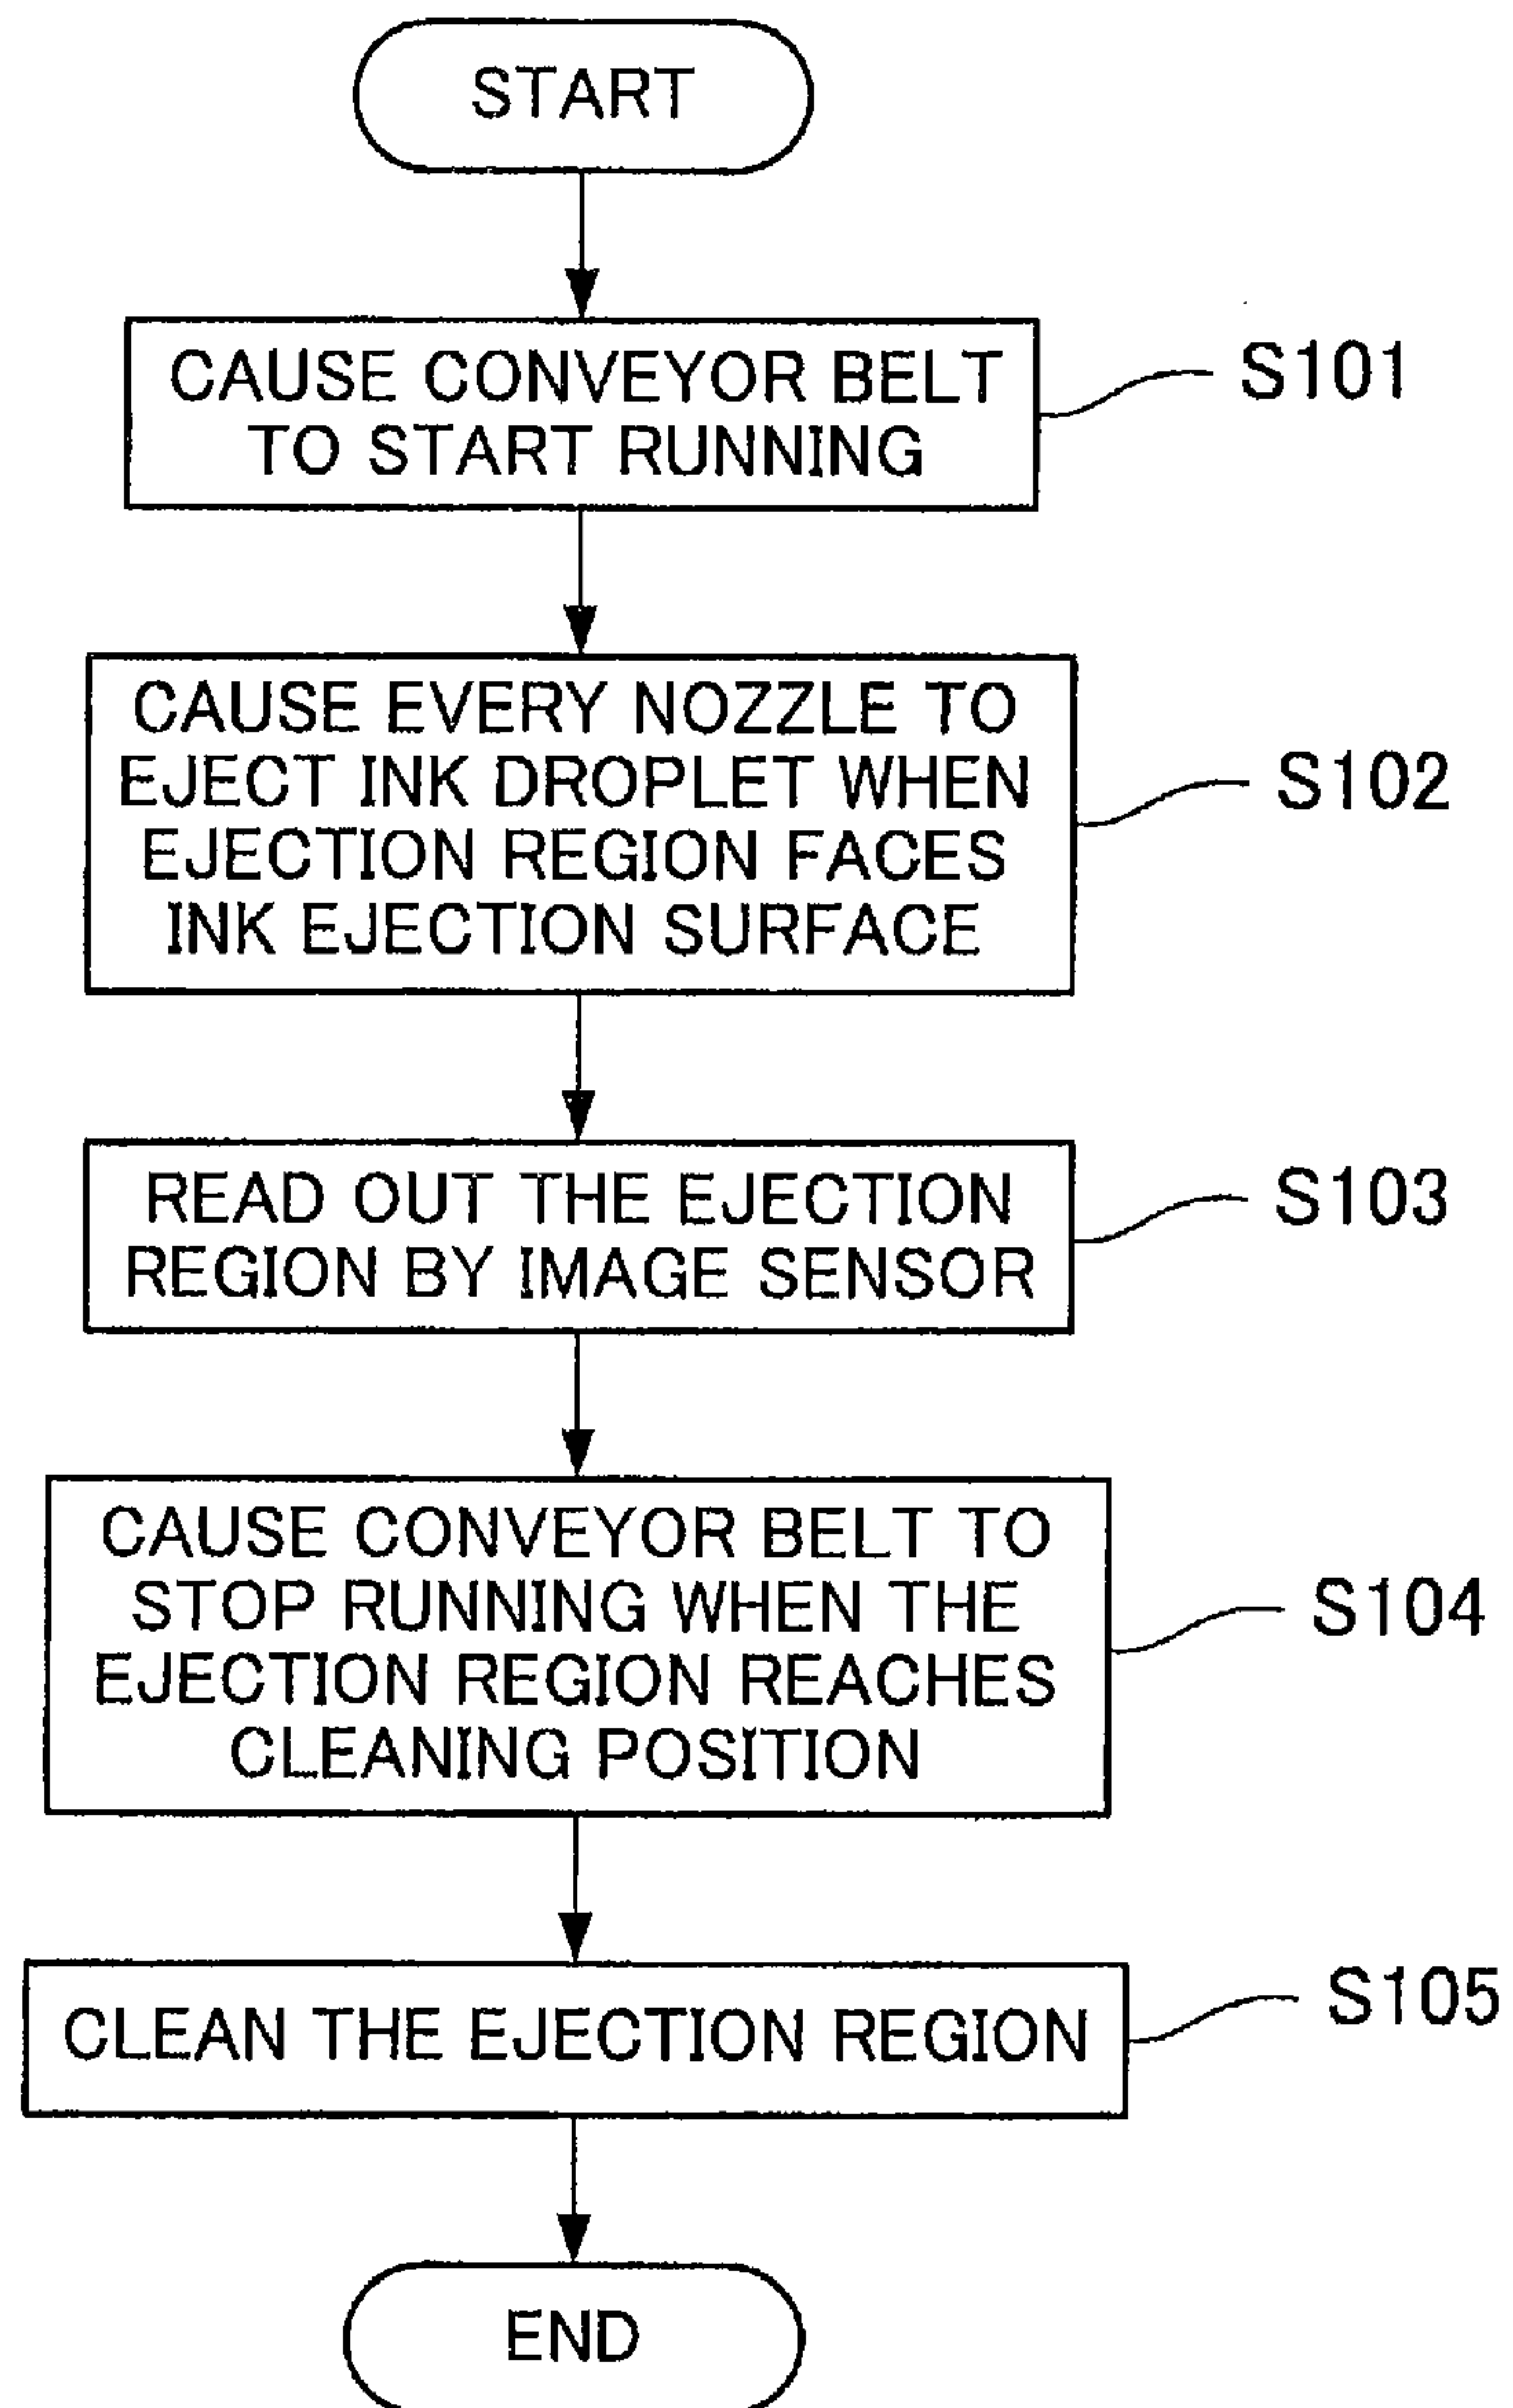 START
CAUSE CONVEYOR BELT
TO START RUNNING
S101
CAUSE EVERY NOZZLE TO
EJECT INK DROPLET WHEN
EJECTION REGION FACES
INK EJECTION SURFACE
S102
READ OUT THE EJECTION
REGION BY IMAGE SENSOR
S103
CAUSE CONVEYOR BELT TO
STOP RUNNING WHEN THE
EJECTION REGION REACHES
CLEANING POSITION
S104
CLEAN THE EJECTION REGION
S105
END